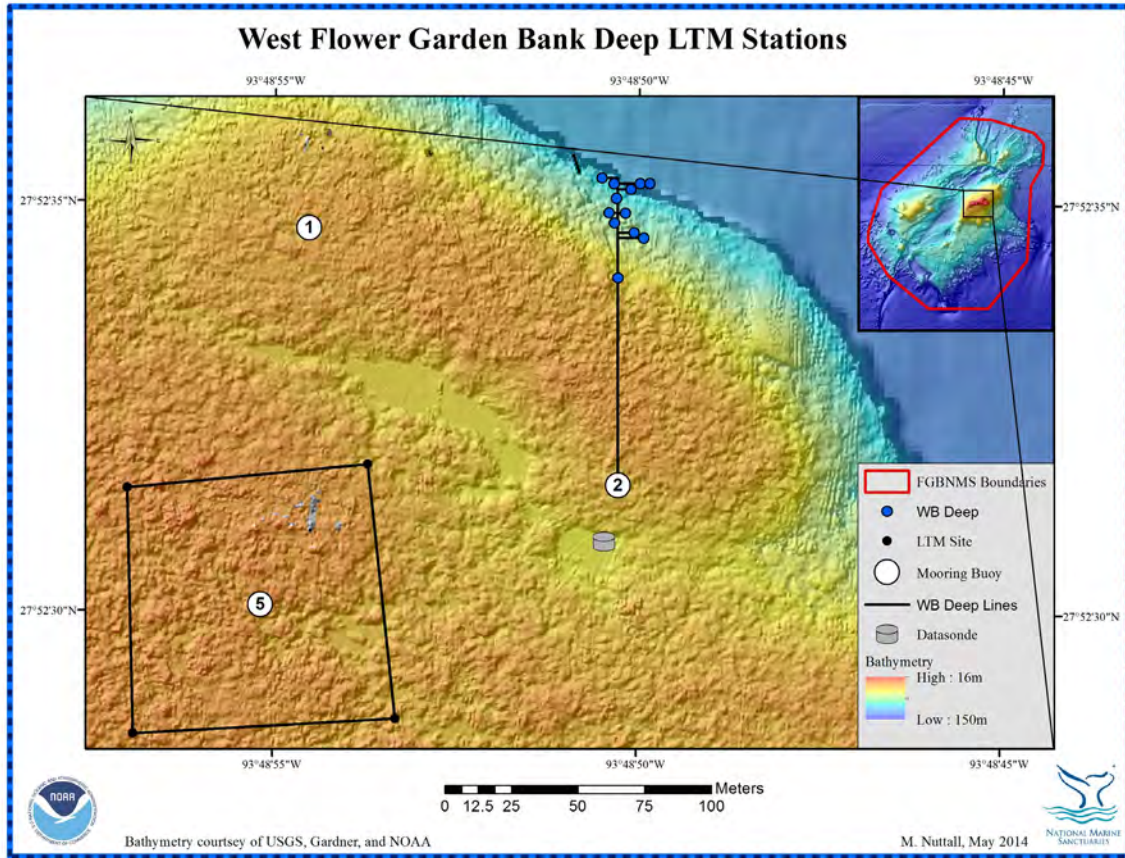 West Flower Garden Bank Deep LTM Stations
93°48'55"W 93°48'50"W 93°48'45"W
N
27°52'35"N 27°52'35"N
1
2
5
27°52'30"N 27°52'30"N
FGBNMS Boundaries
WB Deep
LTM Site
Mooring Buoy
WB Deep Lines
Datasonde
Bathymetry
High : 16m
Low : 150m
93°48'55"W 93°48'50"W 93°48'45"W
Meters
0 12.5 25 50 75 100
NOAA
Bathymetry courtsey of USGS, Gardner, and NOAA
M. Nuttall, May 2014
NATIONAL MARINE
SANCTUARIES